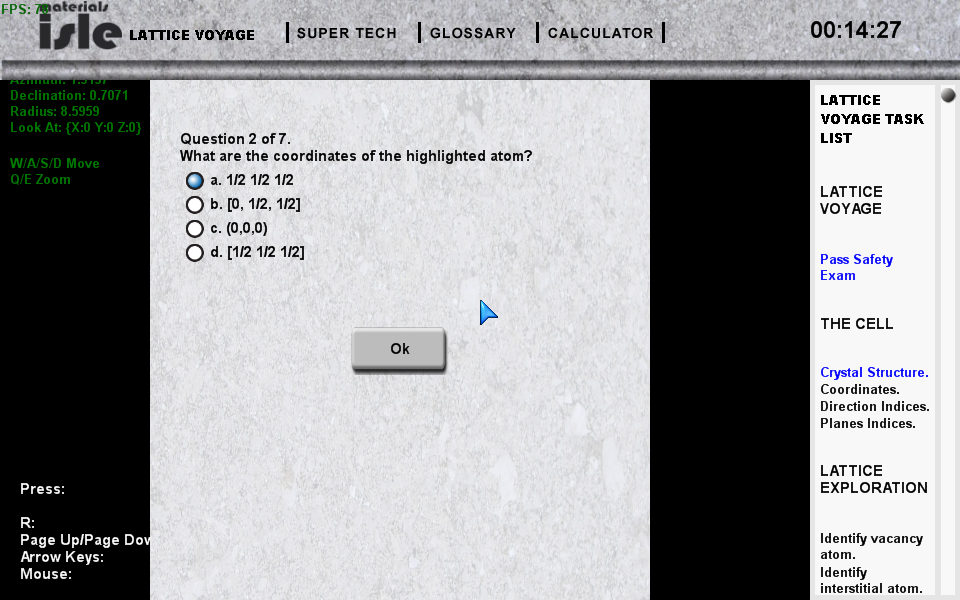 FPS: 7
materials
isle LATTICE VOYAGE
SUPER TECH
GLOSSARY
CALCULATOR
00:14:27
Declination: 0.7071
Radius: 8.5959
Look At: {X:0 Y:0 Z:0}
W/A/S/D Move
Q/E Zoom
Question 2 of 7.
What are the coordinates of the highlighted atom?
a. 1/2 1/2 1/2
b. [0, 1/2, 1/2]
c. (0,0,0)
d. [1/2 1/2 1/2]
Ok
Press:
R:
Page Up/Page Dow
Arrow Keys:
Mouse:
LATTICE
VOYAGE TASK
LIST
LATTICE
VOYAGE
Pass Safety
Exam
THE CELL
Crystal Structure.
Coordinates.
Direction Indices.
Planes Indices.
LATTICE
EXPLORATION
Identify vacancy
atom.
Identify
interstitial atom.